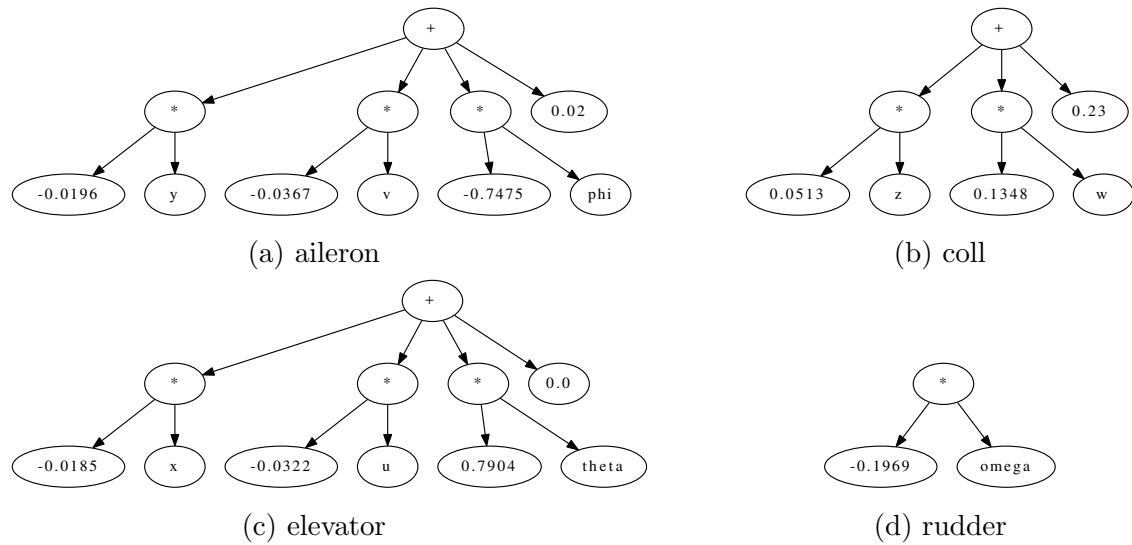 +
+
* * * 0.02
* * 0.23
-0.0196 y -0.0367 v -0.7475 phi
0.0513 z 0.1348 w
(a) aileron
(b) coll
+
* * * 0.0
*
-0.0185 x -0.0322 u 0.7904 theta
-0.1969 omega
(c) elevator
(d) rudder